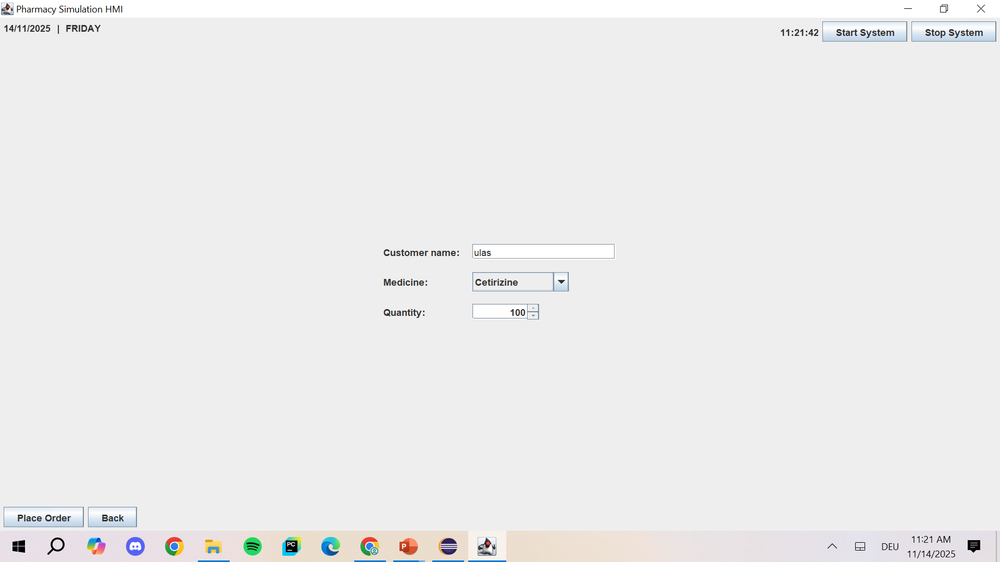 Pharmacy Simulation HMI
14/11/2025 | FRIDAY
11:21:42 Start System Stop System
Customer name: ulas
Medicine: Cetirizine
Quantity: 100
Place Order Back
PC
P
DEU
11:21 AM
11/14/2025